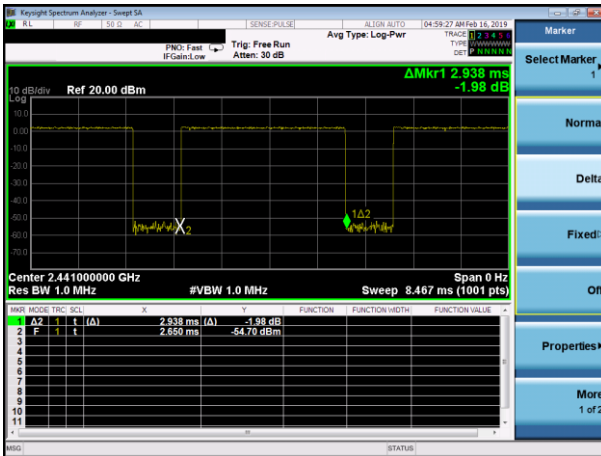 Keysight Spectrum Analyzer - Swept SA
RL RF 50 Ω AC SENSE:PULSE ALIGN AUTO 04:59:27 AM Feb 16, 2019
Marker
PNO: Fast Trig: Free Run Avg Type: Log-Pwr TRACE 1 2 3 4 5 6
IFGain:Low Atten: 30 dB TYPE WWWWWW
DET P N N N N N
Select Marker
1
ΔMkr1 2.938 ms
10 dB/div Ref 20.00 dBm -1.98 dB
Log
10.0
0.00
-10.0
-20.0
-30.0
-40.0
-50.0
-60.0
-70.0
1Δ2
X2
Normal
Delta
Fixed
Off
Center 2.441000000 GHz Span 0 Hz
Res BW 1.0 MHz #VBW 1.0 MHz Sweep 8.467 ms (1001 pts)
MKR MODE TRC SCL X Y FUNCTION FUNCTION WIDTH FUNCTION VALUE
1 Δ2 1 t (Δ) 2.938 ms (Δ) -1.98 dB
2 F 1 t 2.650 ms -54.70 dBm
3
4
5
6
7
8
9
10
11
Properties
More
1 of 2
MSG STATUS